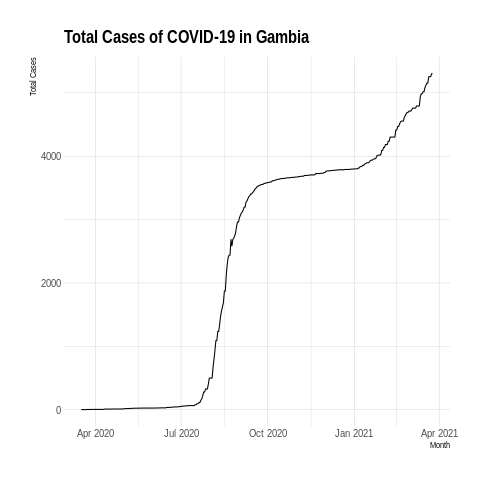 Total Cases of COVID-19 in Gambia
Total Cases
4000
2000
0
Apr 2020 Jul 2020 Oct 2020 Jan 2021 Apr 2021
Month